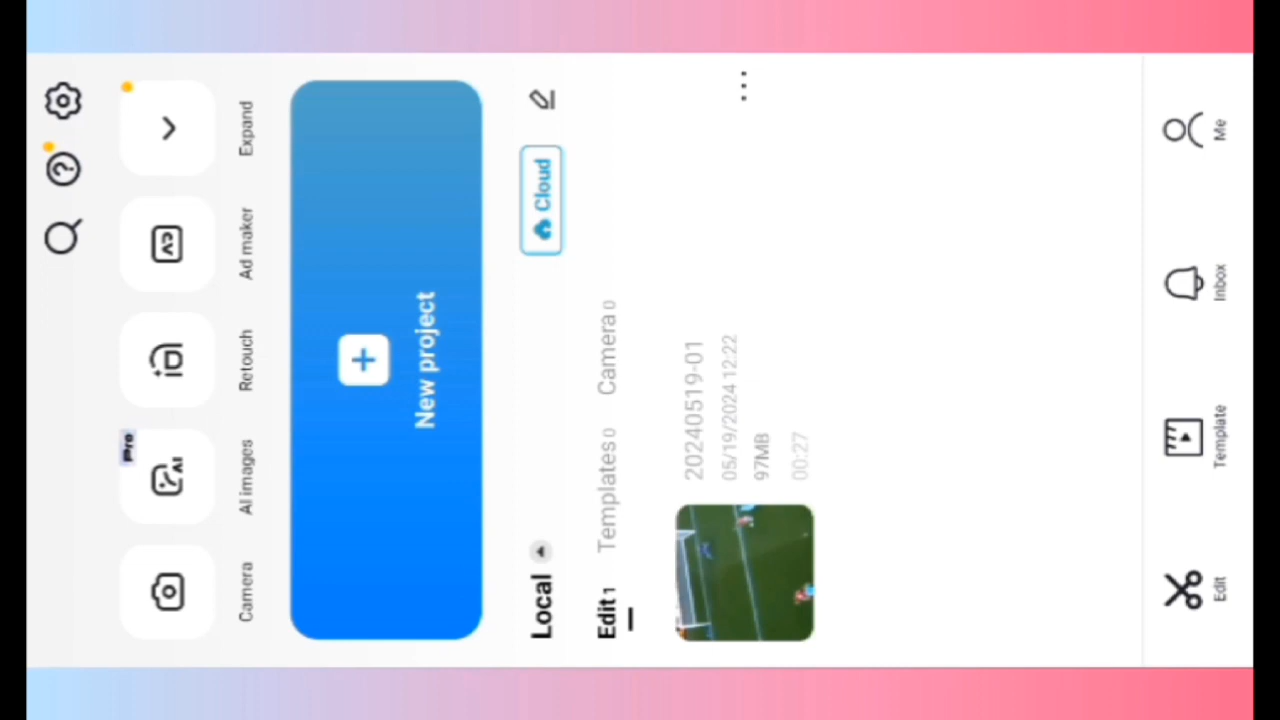 Pro
Camera
AI images
Retouch
Ad maker
Expand
New project
Local
Cloud
Edit 1
Templates 0
Camera 0
20240519-01
05/19/2024 12:22
97MB
00:27
Edit
Template
Inbox
Me